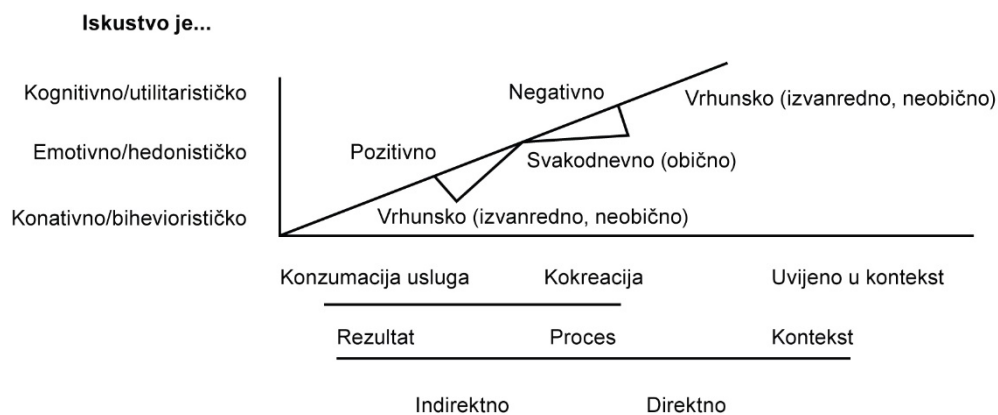 Iskustvo je...
Kognitivno/utilitarističko
Negativno
Vrhunsko (izvanredno, neobično)
Emotivno/hedonističko
Pozitivno
Svakodnevno (obično)
Konativno/biheviorističko
Vrhunsko (izvanredno, neobično)
Konzumacija usluga
Kokreacija
Uvijeno u kontekst
Rezultat
Proces
Kontekst
Indirektno
Direktno